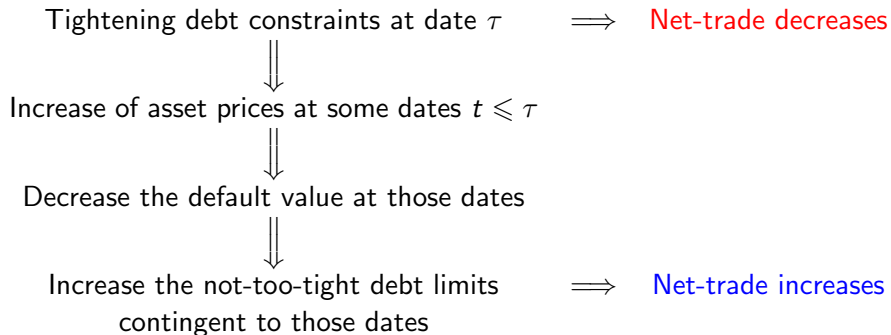 Tightening debt constraints at date τ ⟹ Net-trade decreases
⇓
Increase of asset prices at some dates t ⩽ τ
⇓
Decrease the default value at those dates
⇓
Increase the not-too-tight debt limits ⟹ Net-trade increases
contingent to those dates